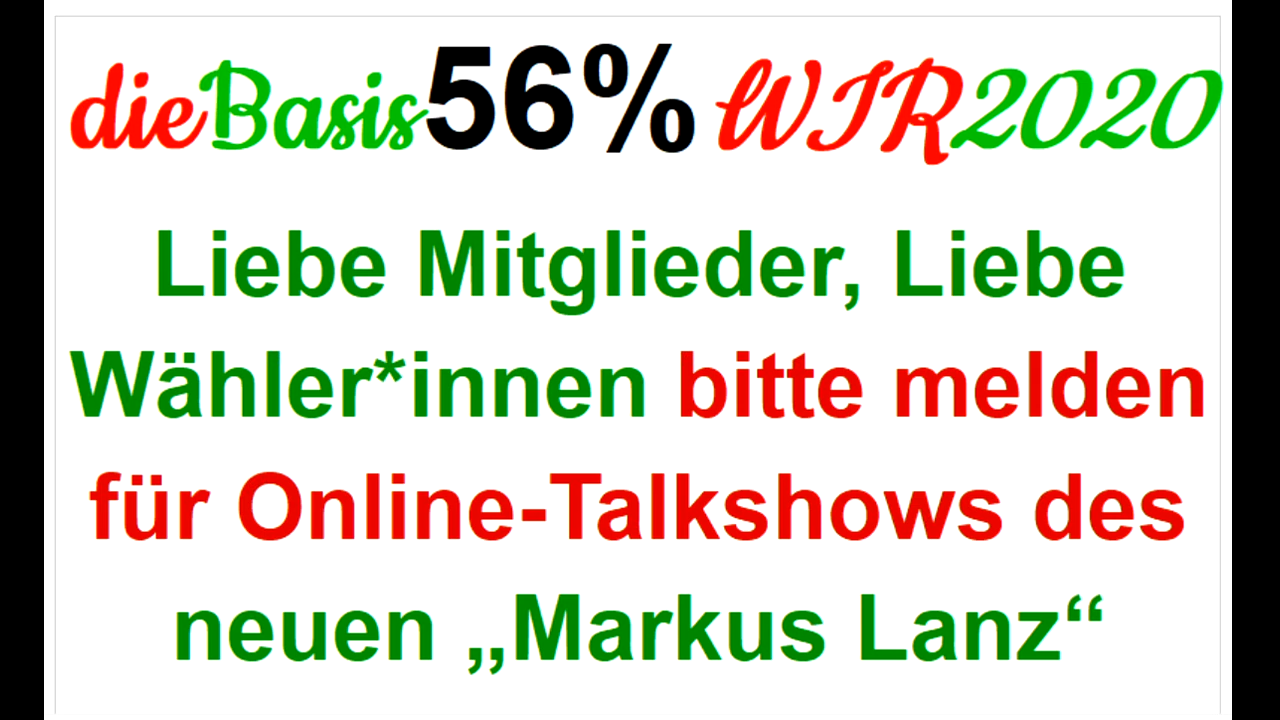 dieBasis56% WIR2020
Liebe Mitglieder, Liebe
Wähler*innen bitte melden
für Online-Talkshows des
neuen „Markus Lanz“